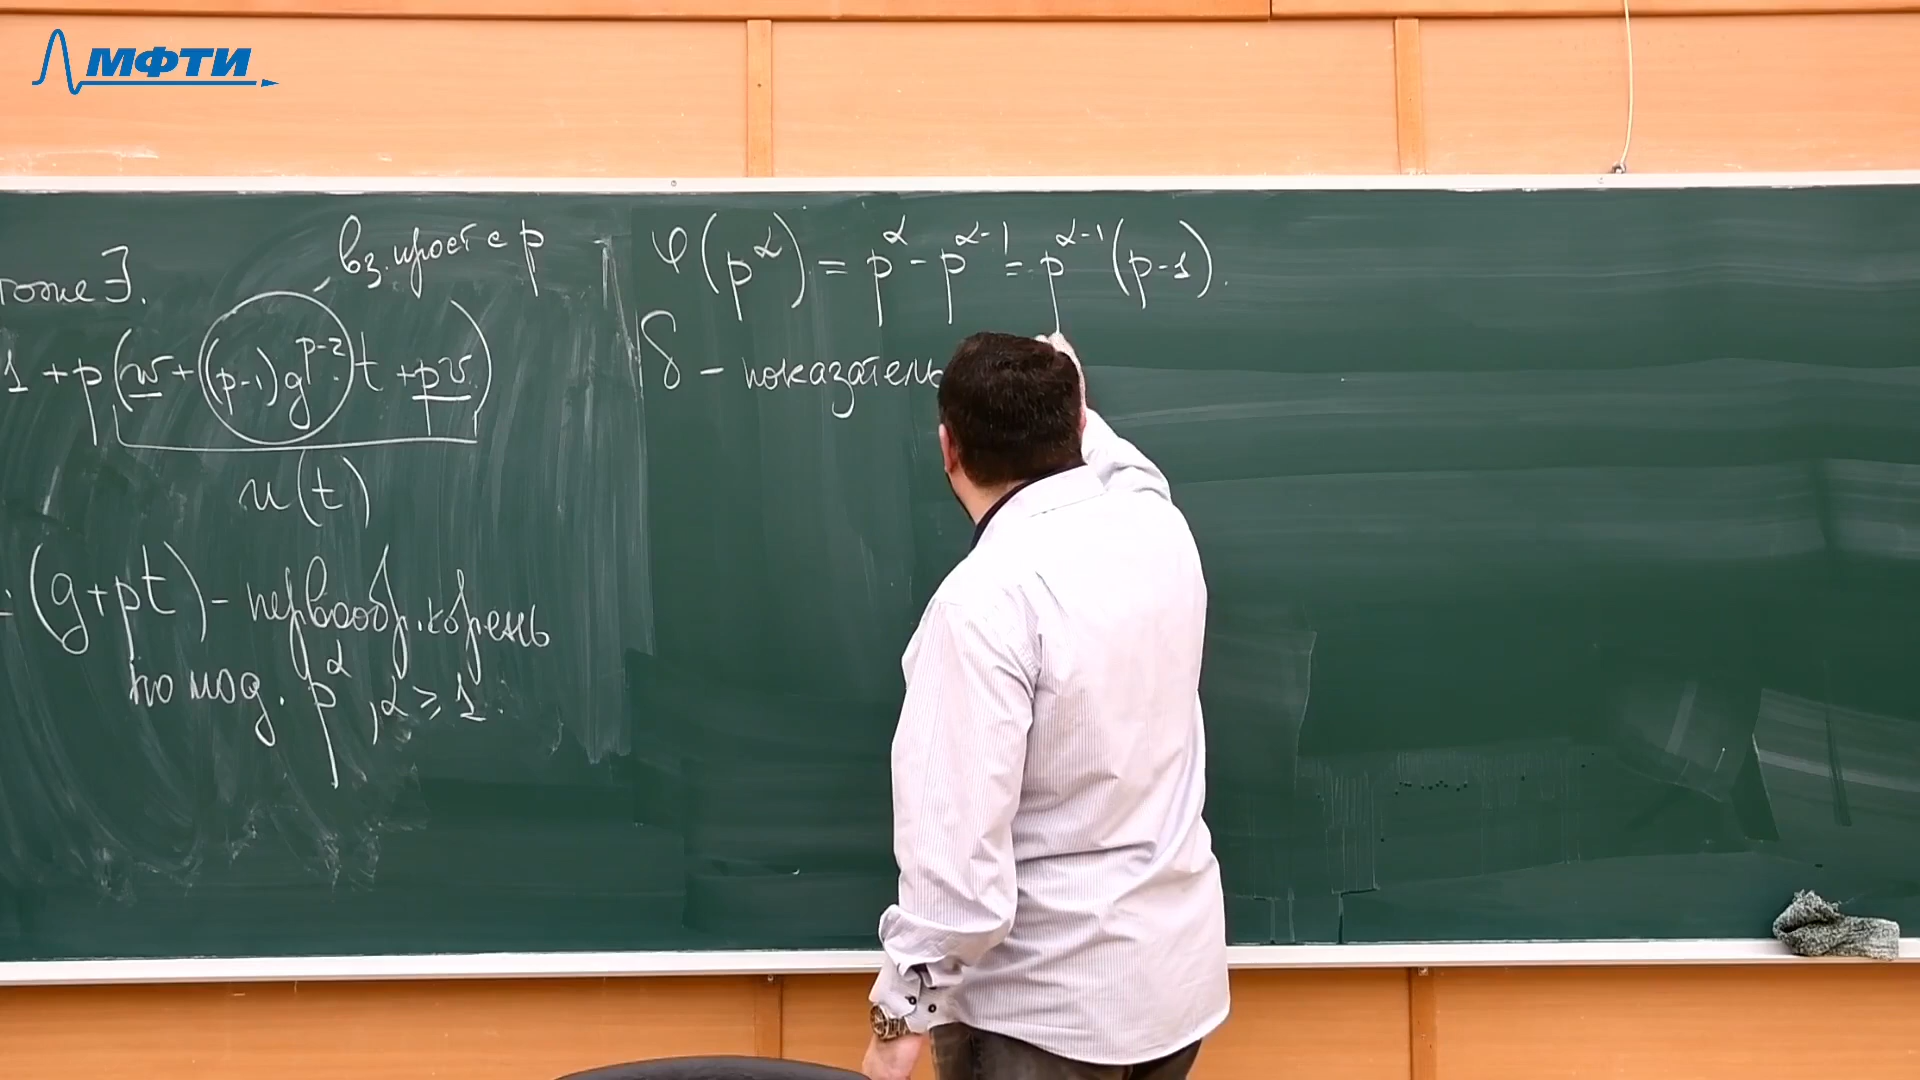 МФТИ
тоже ∃.
вз. прост с p
1 + p(w + (p-1)g^{p-2}t + pv)
u(t)
(g+pt) - первообр. корень
по мод. p^α, α ≥ 1.
φ(p^α) = p^α - p^{α-1} = p^{α-1}(p-1).
δ - показатель